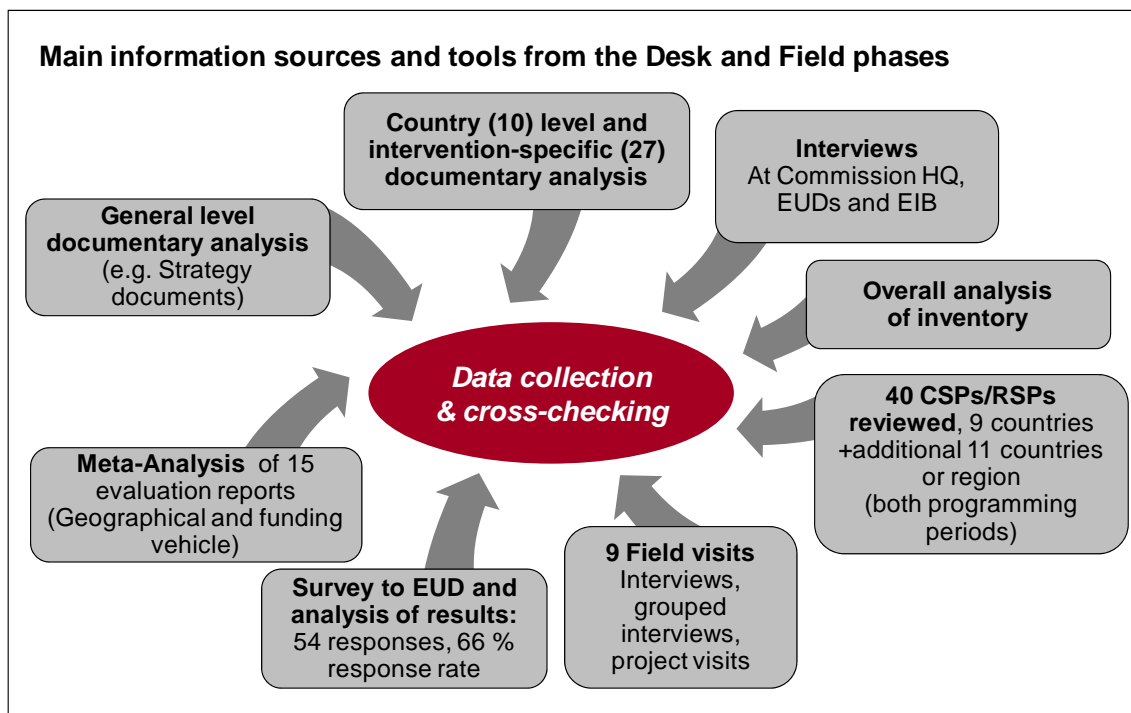 Main information sources and tools from the Desk and Field phases
Country (10) level and
intervention-specific (27)
documentary analysis
Interviews
At Commission HQ,
EUDs and EIB
General level
documentary analysis
(e.g. Strategy
documents)
Overall analysis
of inventory
Data collection
& cross-checking
40 CSPs/RSPs
reviewed, 9 countries
+additional 11 countries
or region
(both programming
periods)
Meta-Analysis of 15
evaluation reports
(Geographical and funding
vehicle)
9 Field visits
Interviews,
grouped
interviews,
project visits
Survey to EUD and
analysis of results:
54 responses, 66 %
response rate